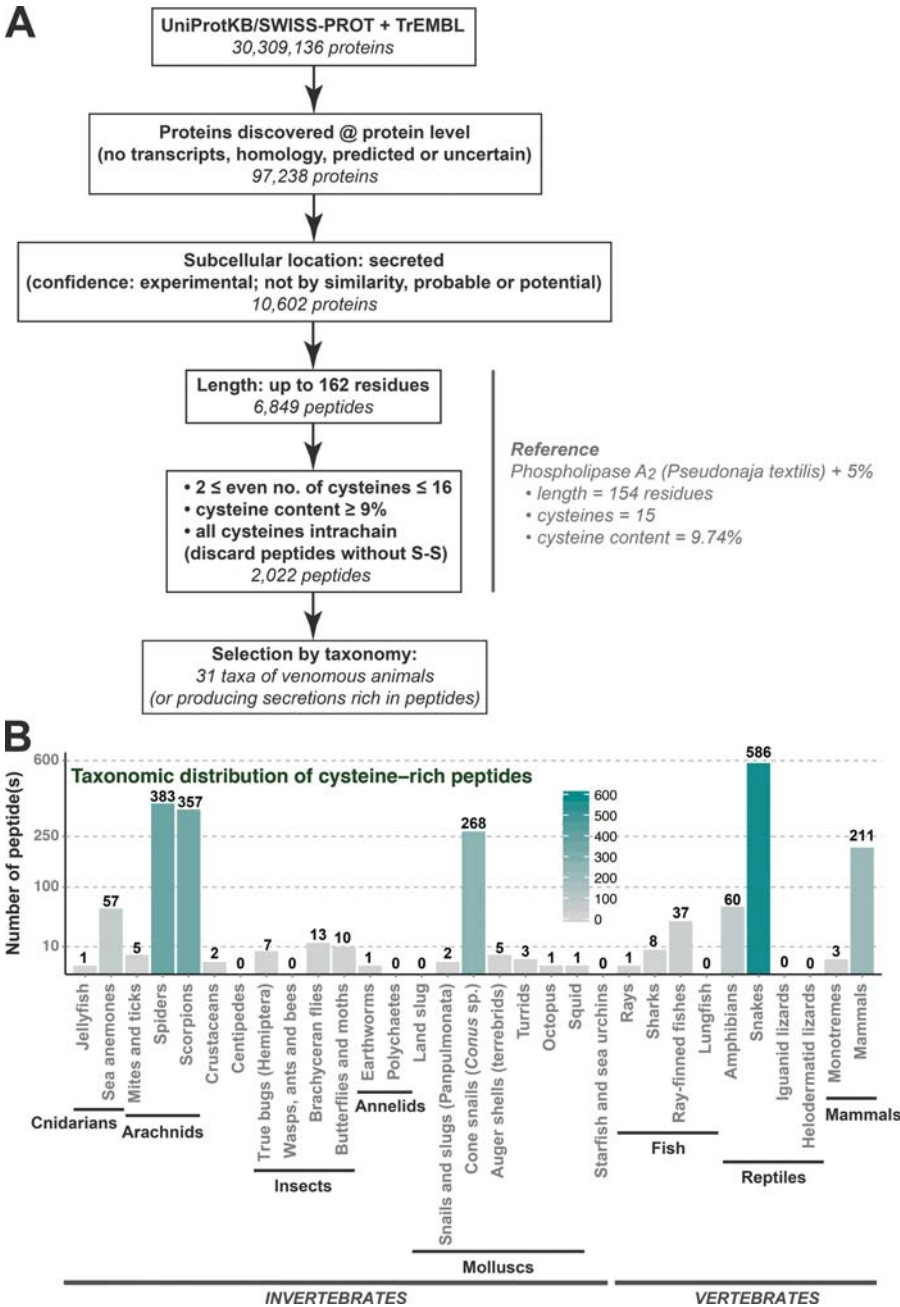 A
UniProtKB/SWISS-PROT + TrEMBL
30,309,136 proteins
Proteins discovered @ protein level
(no transcripts, homology, predicted or uncertain)
97,238 proteins
Subcellular location: secreted
(confidence: experimental; not by similarity, probable or potential)
10,602 proteins
Length: up to 162 residues
6,849 peptides
• 2 ≤ even no. of cysteines ≤ 16
• cysteine content ≥ 9%
• all cysteines intrachain
(discard peptides without S-S)
2,022 peptides
Reference
Phospholipase A2 (Pseudonaja textilis) + 5%
• length = 154 residues
• cysteines = 15
• cysteine content = 9.74%
Selection by taxonomy:
31 taxa of venomous animals
(or producing secretions rich in peptides)
B
Taxonomic distribution of cysteine–rich peptides
Number of peptide(s)
600
250
100
10
600
500
400
300
200
100
0
1
57
5
383
357
2
0
7
0
13
10
1
0
0
2
268
5
3
1
1
0
1
8
37
0
60
586
0
0
3
211
Jellyfish
Sea anemones
Mites and ticks
Spiders
Scorpions
Crustaceans
Centipedes
True bugs (Hemiptera)
Wasps, ants and bees
Brachyceran flies
Butterflies and moths
Earthworms
Polychaetes
Land slug
Snails and slugs (Panpulmonata)
Cone snails (Conus sp.)
Auger shells (terrebrids)
Turrids
Octopus
Squid
Starfish and sea urchins
Rays
Sharks
Ray-finned fishes
Lungfish
Amphibians
Snakes
Iguanid lizards
Helodermatid lizards
Monotremes
Mammals
Cnidarians
Arachnids
Insects
Annelids
Molluscs
Fish
Reptiles
Mammals
INVERTEBRATES
VERTEBRATES